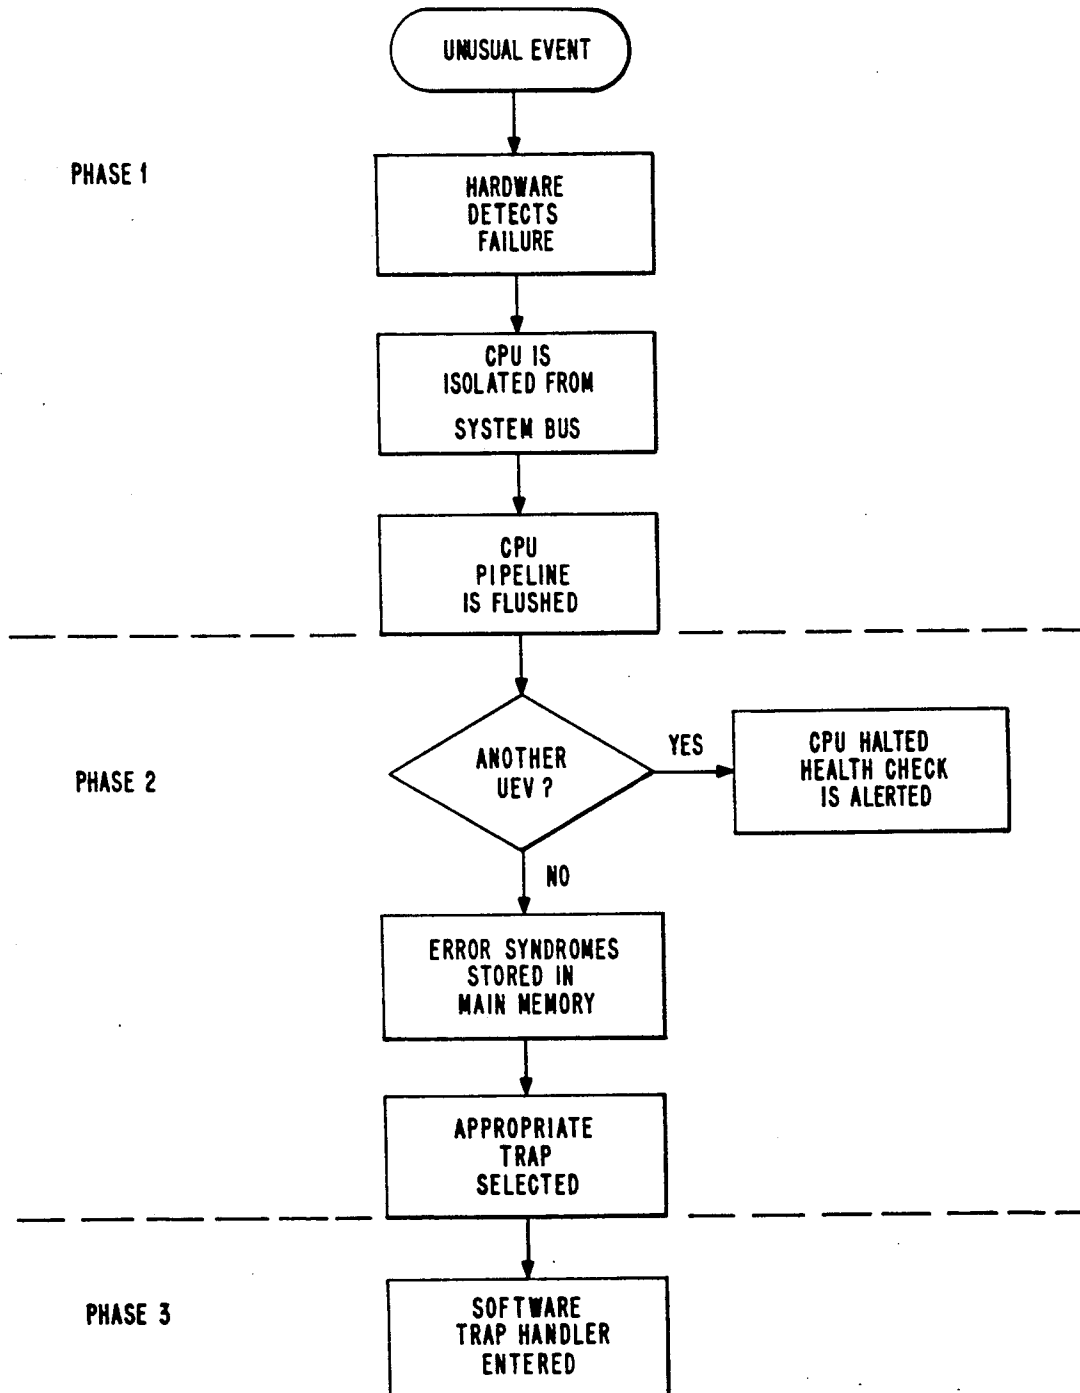 UNUSUAL EVENT
PHASE 1
HARDWARE
DETECTS
FAILURE
CPU IS
ISOLATED FROM
SYSTEM BUS
CPU
PIPELINE
IS FLUSHED
PHASE 2
ANOTHER
UEV ?
YES
CPU HALTED
HEALTH CHECK
IS ALERTED
NO
ERROR SYNDROMES
STORED IN
MAIN MEMORY
APPROPRIATE
TRAP
SELECTED
PHASE 3
SOFTWARE
TRAP HANDLER
ENTERED